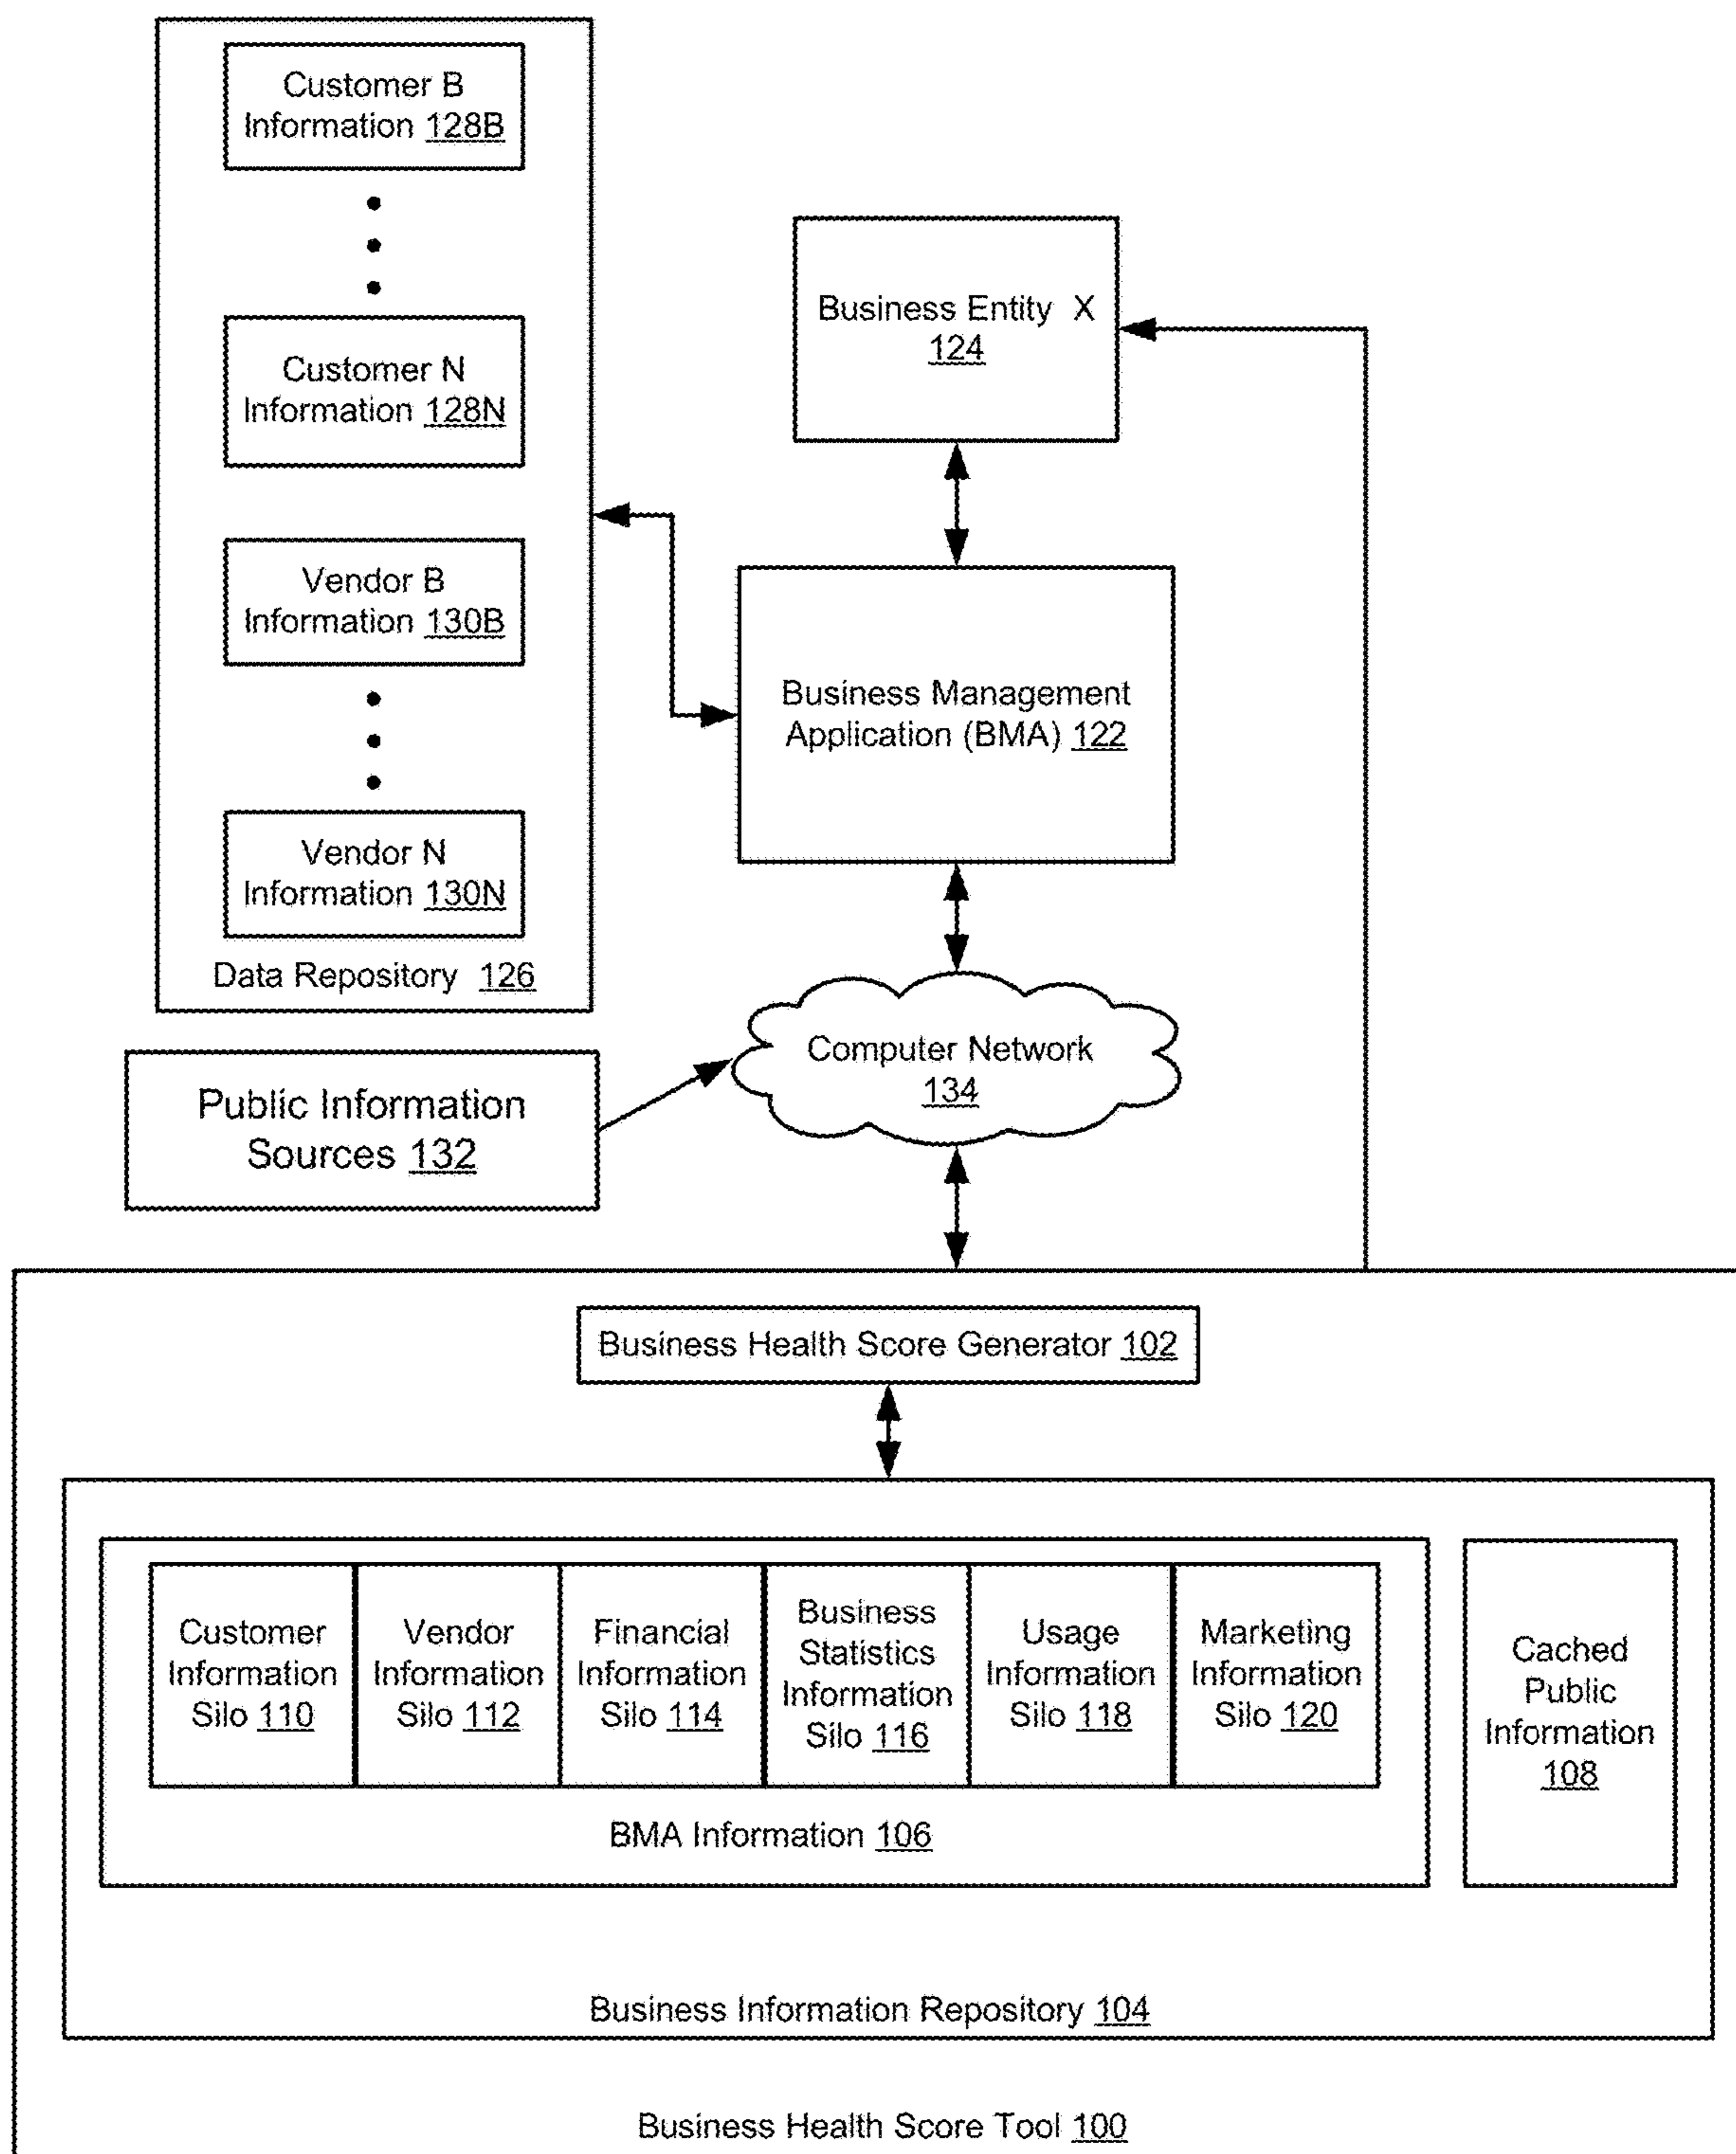 Customer B
Information 128B
Customer N
Information 128N
Vendor B
Information 130B
Vendor N
Information 130N
Data Repository 126
Business Entity X
124
Business Management
Application (BMA) 122
Public Information
Sources 132
Computer Network
134
Business Health Score Generator 102
Customer
Information
Silo 110
Vendor
Information
Silo 112
Financial
Information
Silo 114
Business
Statistics
Information
Silo 116
Usage
Information
Silo 118
Marketing
Information
Silo 120
BMA Information 106
Cached
Public
Information
108
Business Information Repository 104
Business Health Score Tool 100